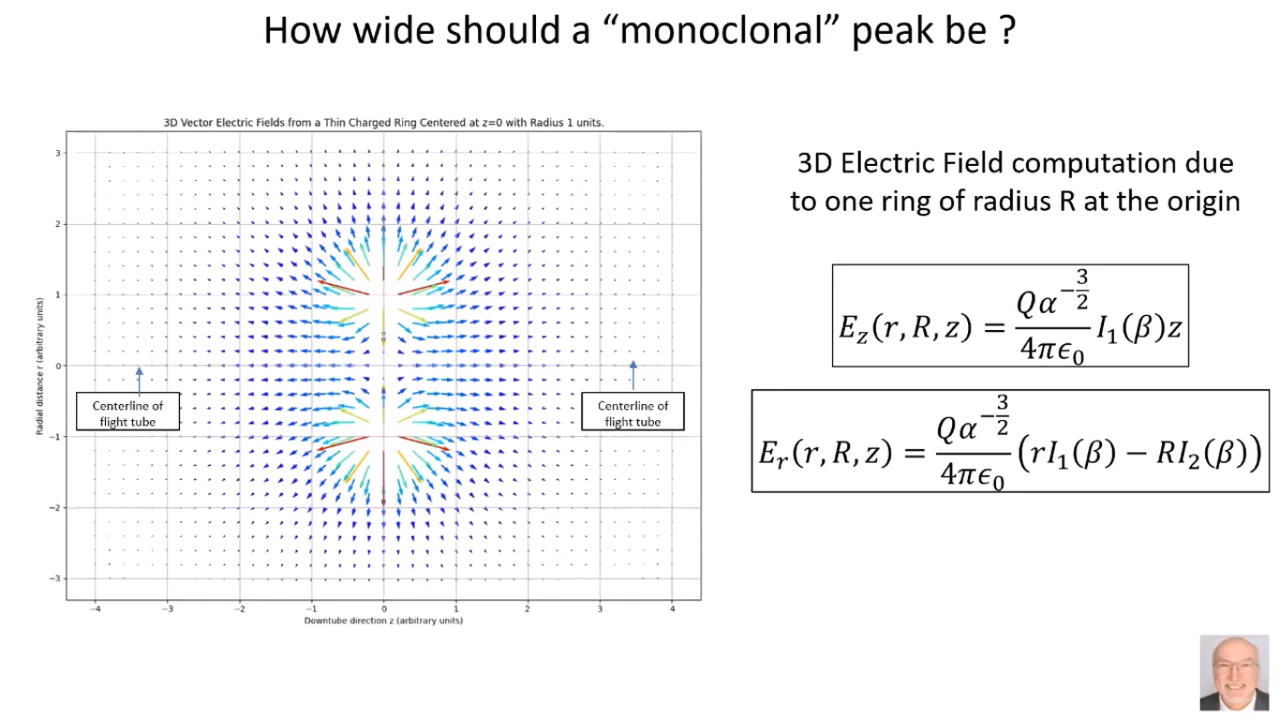 How wide should a “monoclonal” peak be ?
3D Vector Electric Fields from a Thin Charged Ring Centered at z=0 with Radius 1 units.
3
2
1
0
−1
−2
−3
Radial distance r (arbitrary units)
Centerline of
flight tube
Centerline of
flight tube
−4 −3 −2 −1 0 1 2 3 4
Downtube direction z (arbitrary units)
3D Electric Field computation due
to one ring of radius R at the origin
E_z(r, R, z) = \frac{Qα^{-\frac{3}{2}}}{4πϵ_0} I_1(β)z
E_r(r, R, z) = \frac{Qα^{-\frac{3}{2}}}{4πϵ_0} (rI_1(β) − RI_2(β))